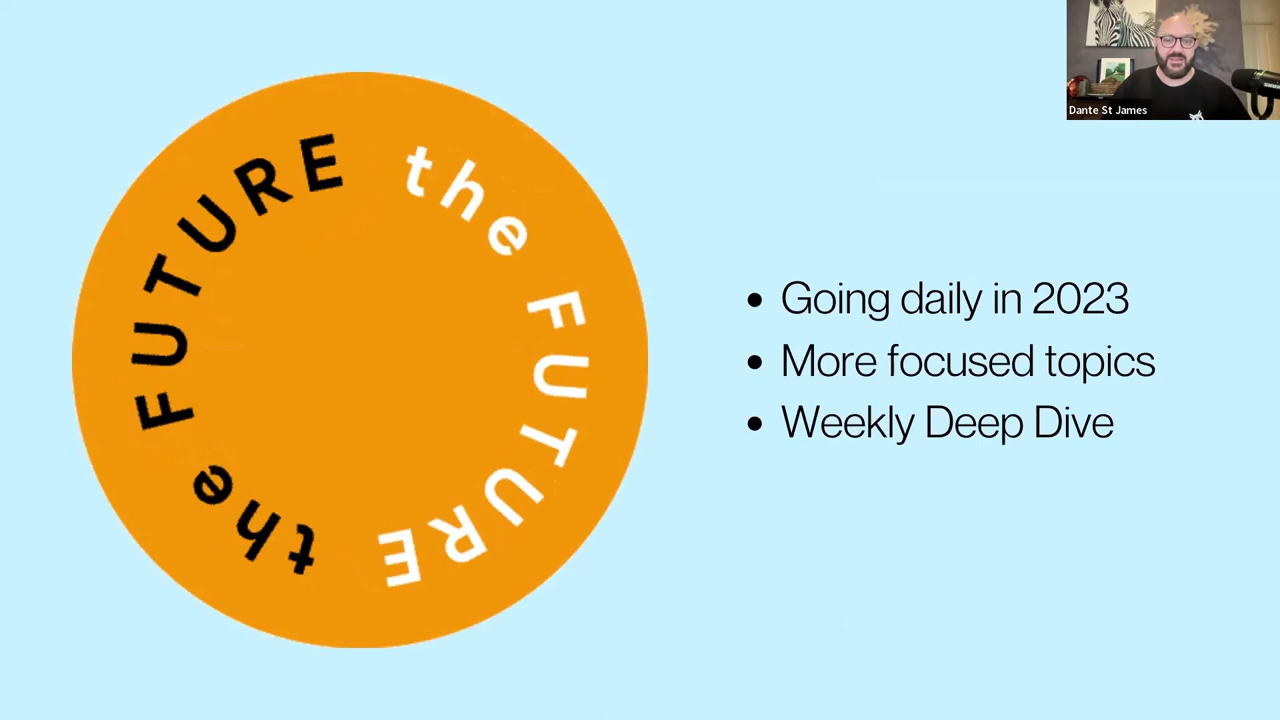 the FUTURE
the FUTURE
Going daily in 2023
More focused topics
Weekly Deep Dive
Dante St James